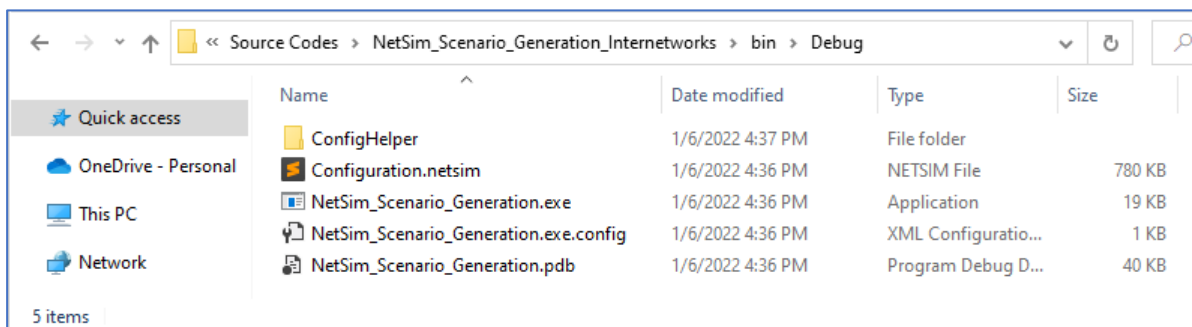 « Source Codes > NetSim_Scenario_Generation_Internetworks > bin > Debug
Name Date modified Type Size
Quick access
ConfigHelper 1/6/2022 4:37 PM File folder
OneDrive - Personal Configuration.netsim 1/6/2022 4:36 PM NETSIM File 780 KB
NetSim_Scenario_Generation.exe 1/6/2022 4:36 PM Application 19 KB
This PC
NetSim_Scenario_Generation.exe.config 1/6/2022 4:36 PM XML Configuratio... 1 KB
Network NetSim_Scenario_Generation.pdb 1/6/2022 4:36 PM Program Debug D... 40 KB
5 items